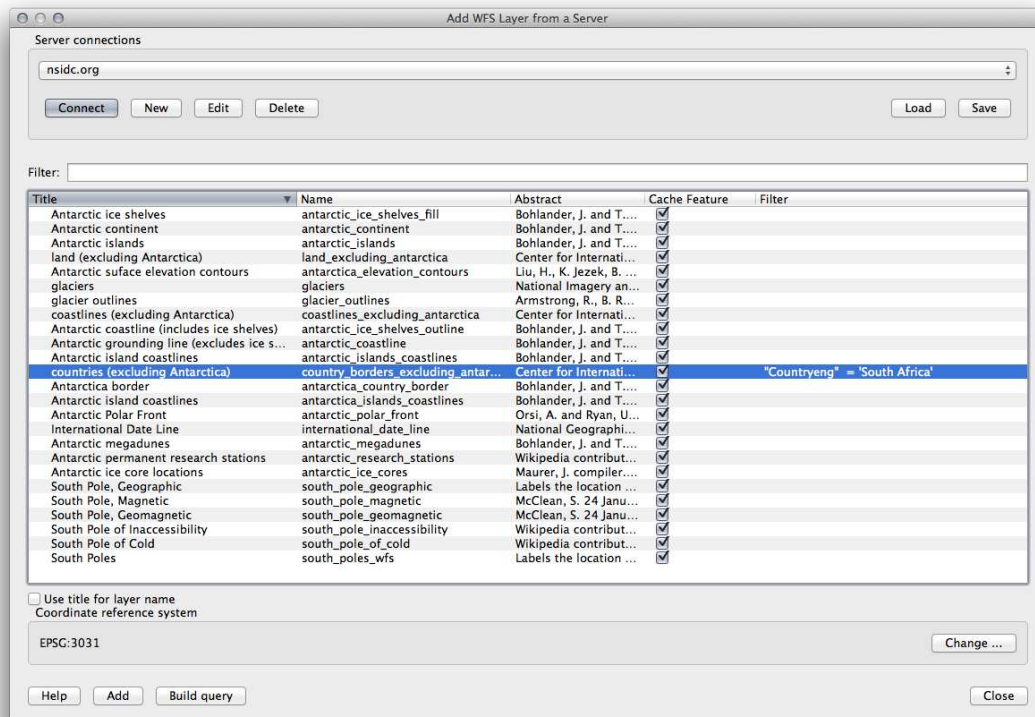 Add WFS Layer from a Server
Server connections
nsidc.org
Connect New Edit Delete Load Save
Filter:
Title Name Abstract Cache Feature Filter
Antarctic ice shelves antarctic_ice_shelves_fill Bohlander, J. and T....
Antarctic continent antarctic_continent Bohlander, J. and T....
Antarctic islands antarctic_islands Bohlander, J. and T....
land (excluding Antarctica) land_excluding_antarctica Center for Internati...
Antarctic suface elevation contours antarctica_elevation_contours Liu, H., K. Jezek, B. ...
glaciers glaciers National Imagery an...
glacier outlines glacier_outlines Armstrong, R., B. R...
coastlines (excluding Antarctica) coastlines_excluding_antarctica Center for Internati...
Antarctic coastline (includes ice shelves) antarctic_ice_shelves_outline Bohlander, J. and T....
Antarctic grounding line (excludes ice s... antarctic_coastline Bohlander, J. and T....
Antarctic island coastlines antarctic_islands_coastlines Bohlander, J. and T....
countries (excluding Antarctica) country_borders_excluding_antar... Center for Internati... "Countryeng" = 'South Africa'
Antarctica border antarctica_country_border Bohlander, J. and T....
Antarctic island coastlines antarctica_islands_coastlines Bohlander, J. and T....
Antarctic Polar Front antarctic_polar_front Orsi, A. and Ryan, U...
International Date Line international_date_line National Geographi...
Antarctic megadunes antarctic_megadunes Bohlander, J. and T....
Antarctic permanent research stations antarctic_research_stations Wikipedia contribut...
Antarctic ice core locations antarctic_ice_cores Maurer, J. compiler....
South Pole, Geographic south_pole_geographic Labels the location ...
South Pole, Magnetic south_pole_magnetic McClean, S. 24 Janu...
South Pole, Geomagnetic south_pole_geomagnetic McClean, S. 24 Janu...
South Pole of Inaccessibility south_pole_inaccessibility Wikipedia contribut...
South Pole of Cold south_pole_of_cold Wikipedia contribut...
South Poles south_poles_wfs Labels the location ...
Use title for layer name
Coordinate reference system
EPSG:3031 Change ...
Help Add Build query Close